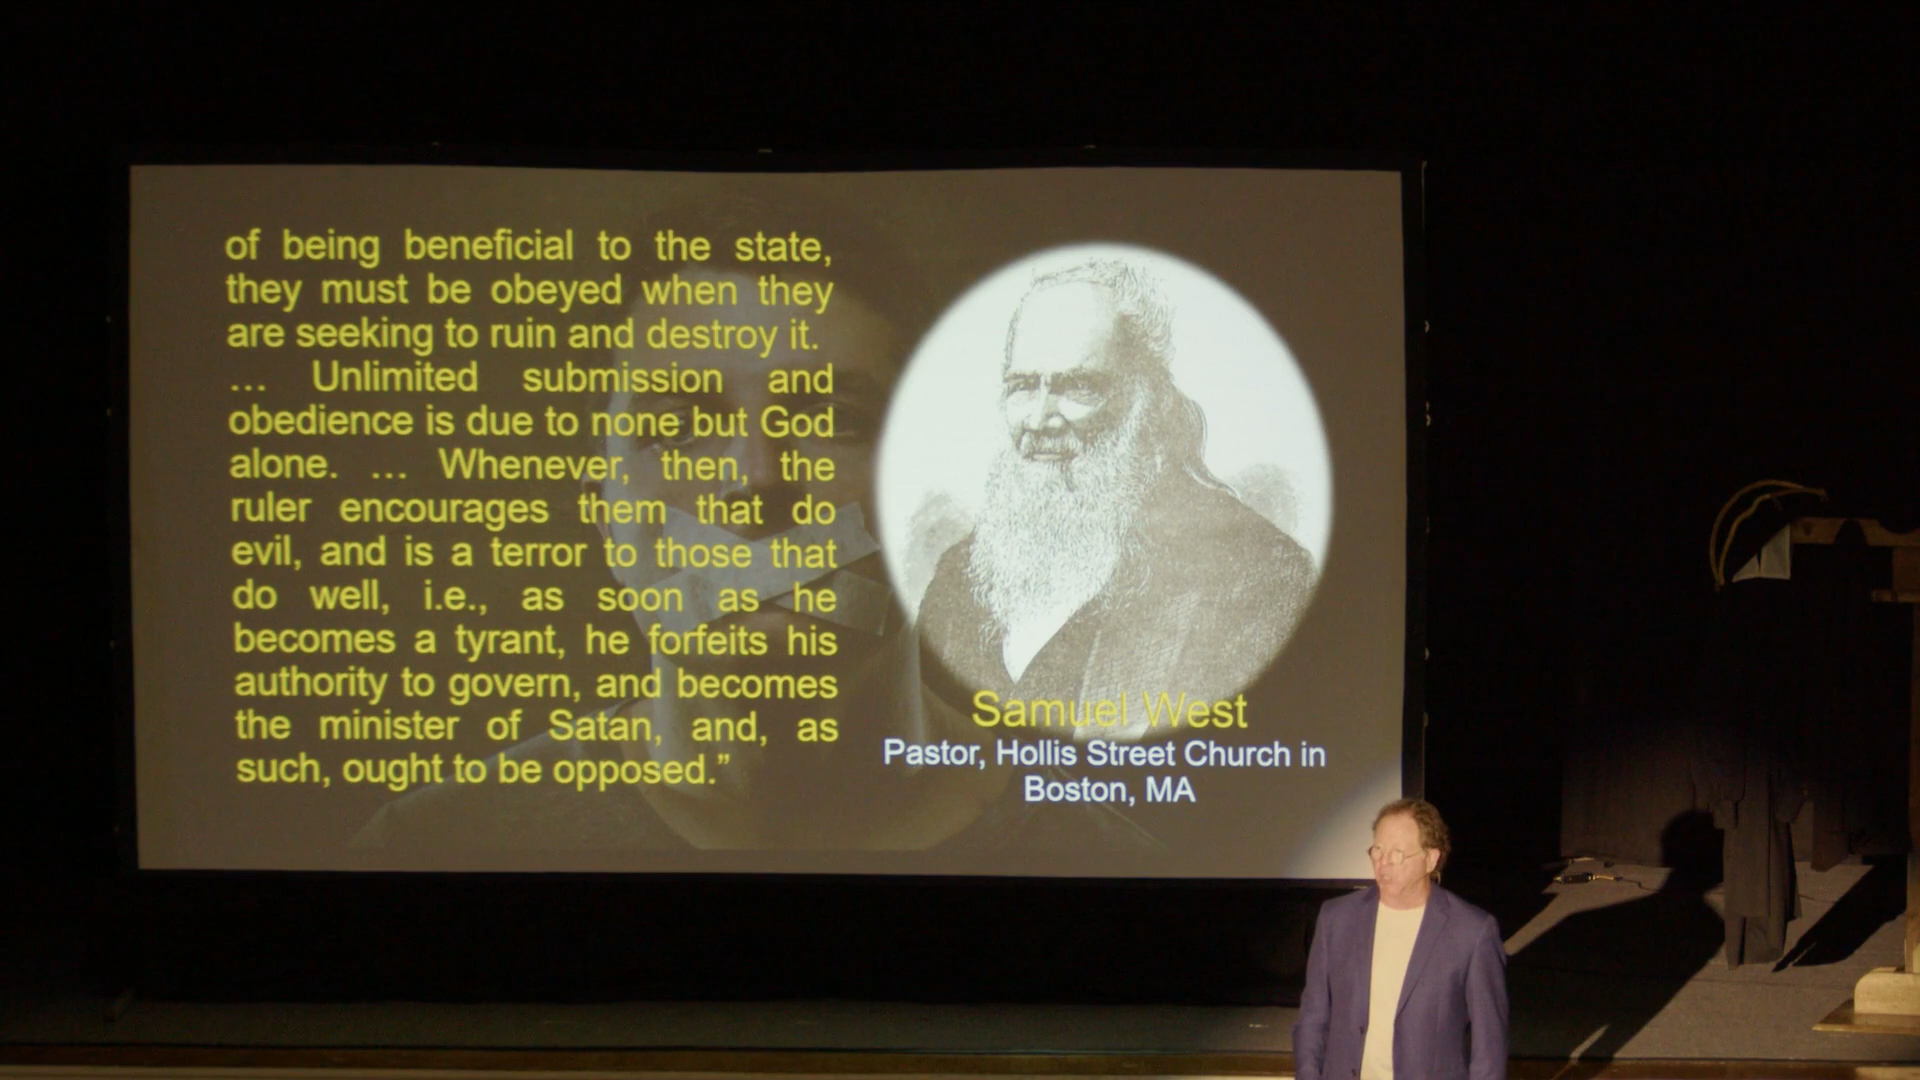 of being beneficial to the state,
they must be obeyed when they
are seeking to ruin and destroy it.
... Unlimited submission and
obedience is due to none but God
alone. ... Whenever, then, the
ruler encourages them that do
evil, and is a terror to those that
do well, i.e., as soon as he
becomes a tyrant, he forfeits his
authority to govern, and becomes
the minister of Satan, and, as
such, ought to be opposed.”
Samuel West
Pastor, Hollis Street Church in
Boston, MA